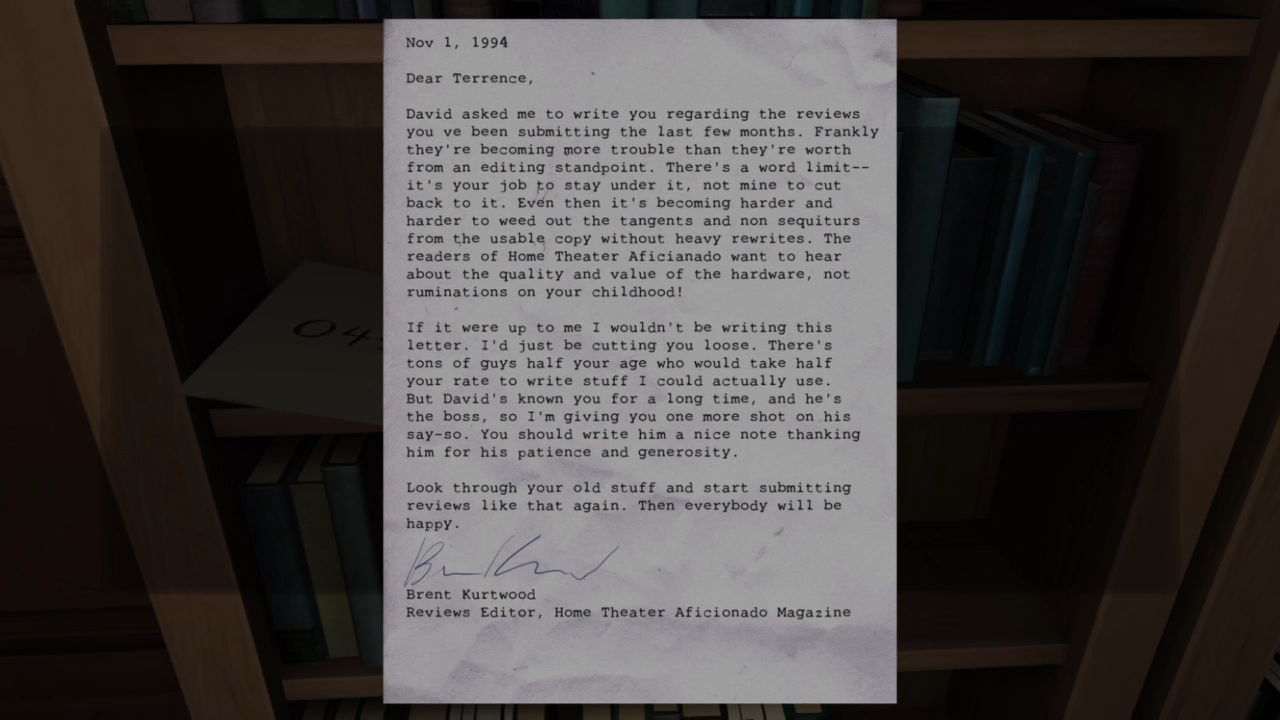 Nov 1, 1994
Dear Terrence,
David asked me to write you regarding the reviews
you ve been submitting the last few months. Frankly
they're becoming more trouble than they're worth
from an editing standpoint. There's a word limit--
it's your job to stay under it, not mine to cut
back to it. Even then it's becoming harder and
harder to weed out the tangents and non sequiturs
from the usable copy without heavy rewrites. The
readers of Home Theater Aficianado want to hear
about the quality and value of the hardware, not
ruminations on your childhood!
If it were up to me I wouldn't be writing this
letter. I'd just be cutting you loose. There's
tons of guys half your age who would take half
your rate to write stuff I could actually use.
But David's known you for a long time, and he's
the boss, so I'm giving you one more shot on his
say-so. You should write him a nice note thanking
him for his patience and generosity.
Look through your old stuff and start submitting
reviews like that again. Then everybody will be
happy.
Brent Kurtwood
Reviews Editor, Home Theater Aficionado Magazine